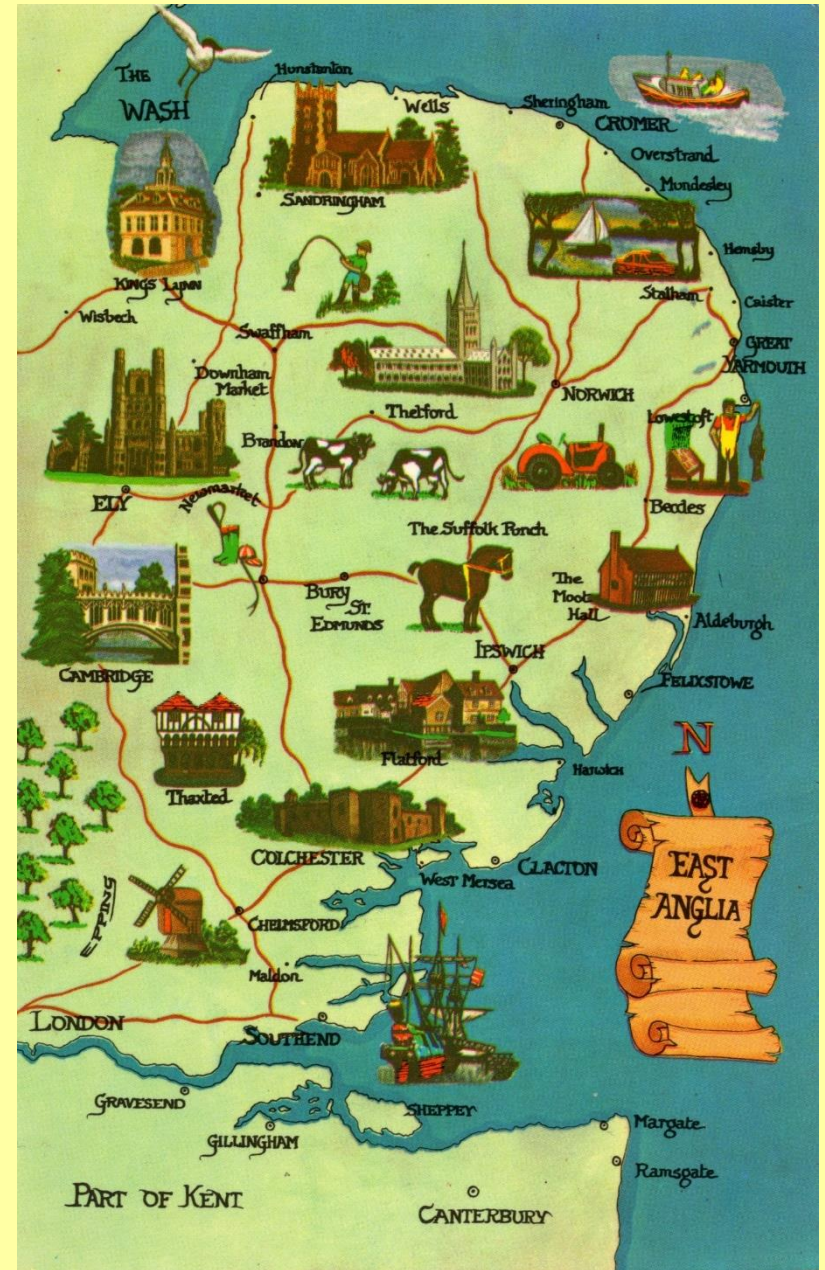 THE
WASH
Hunstanton
Wells
Sheringham
CROMER
Overstrand
Mundesley
SANDRINGHAM
KINGS LYNN
Hemsby
Stalham
Caister
Wisbech
Swaffham
GREAT
YARMOUTH
Downham
Market
NORWICH
Thetford
Lowestoft
Brandon
ELY
Newmarket
Beccles
The Suffolk Punch
The
Moot
Hall
BURY
ST.
EDMUNDS
Aldeburgh
IPSWICH
CAMBRIDGE
FELIXSTOWE
N
Flatford
Harwich
Thaxted
COLCHESTER
CLACTON
WEST MERSEA
EAST
ANGLIA
EPPING
CHELMSFORD
Maldon
LONDON
SOUTHEND
GRAVESEND
SHEPPEY
GILLINGHAM
Margate
Ramsgate
PART OF KENT
CANTERBURY